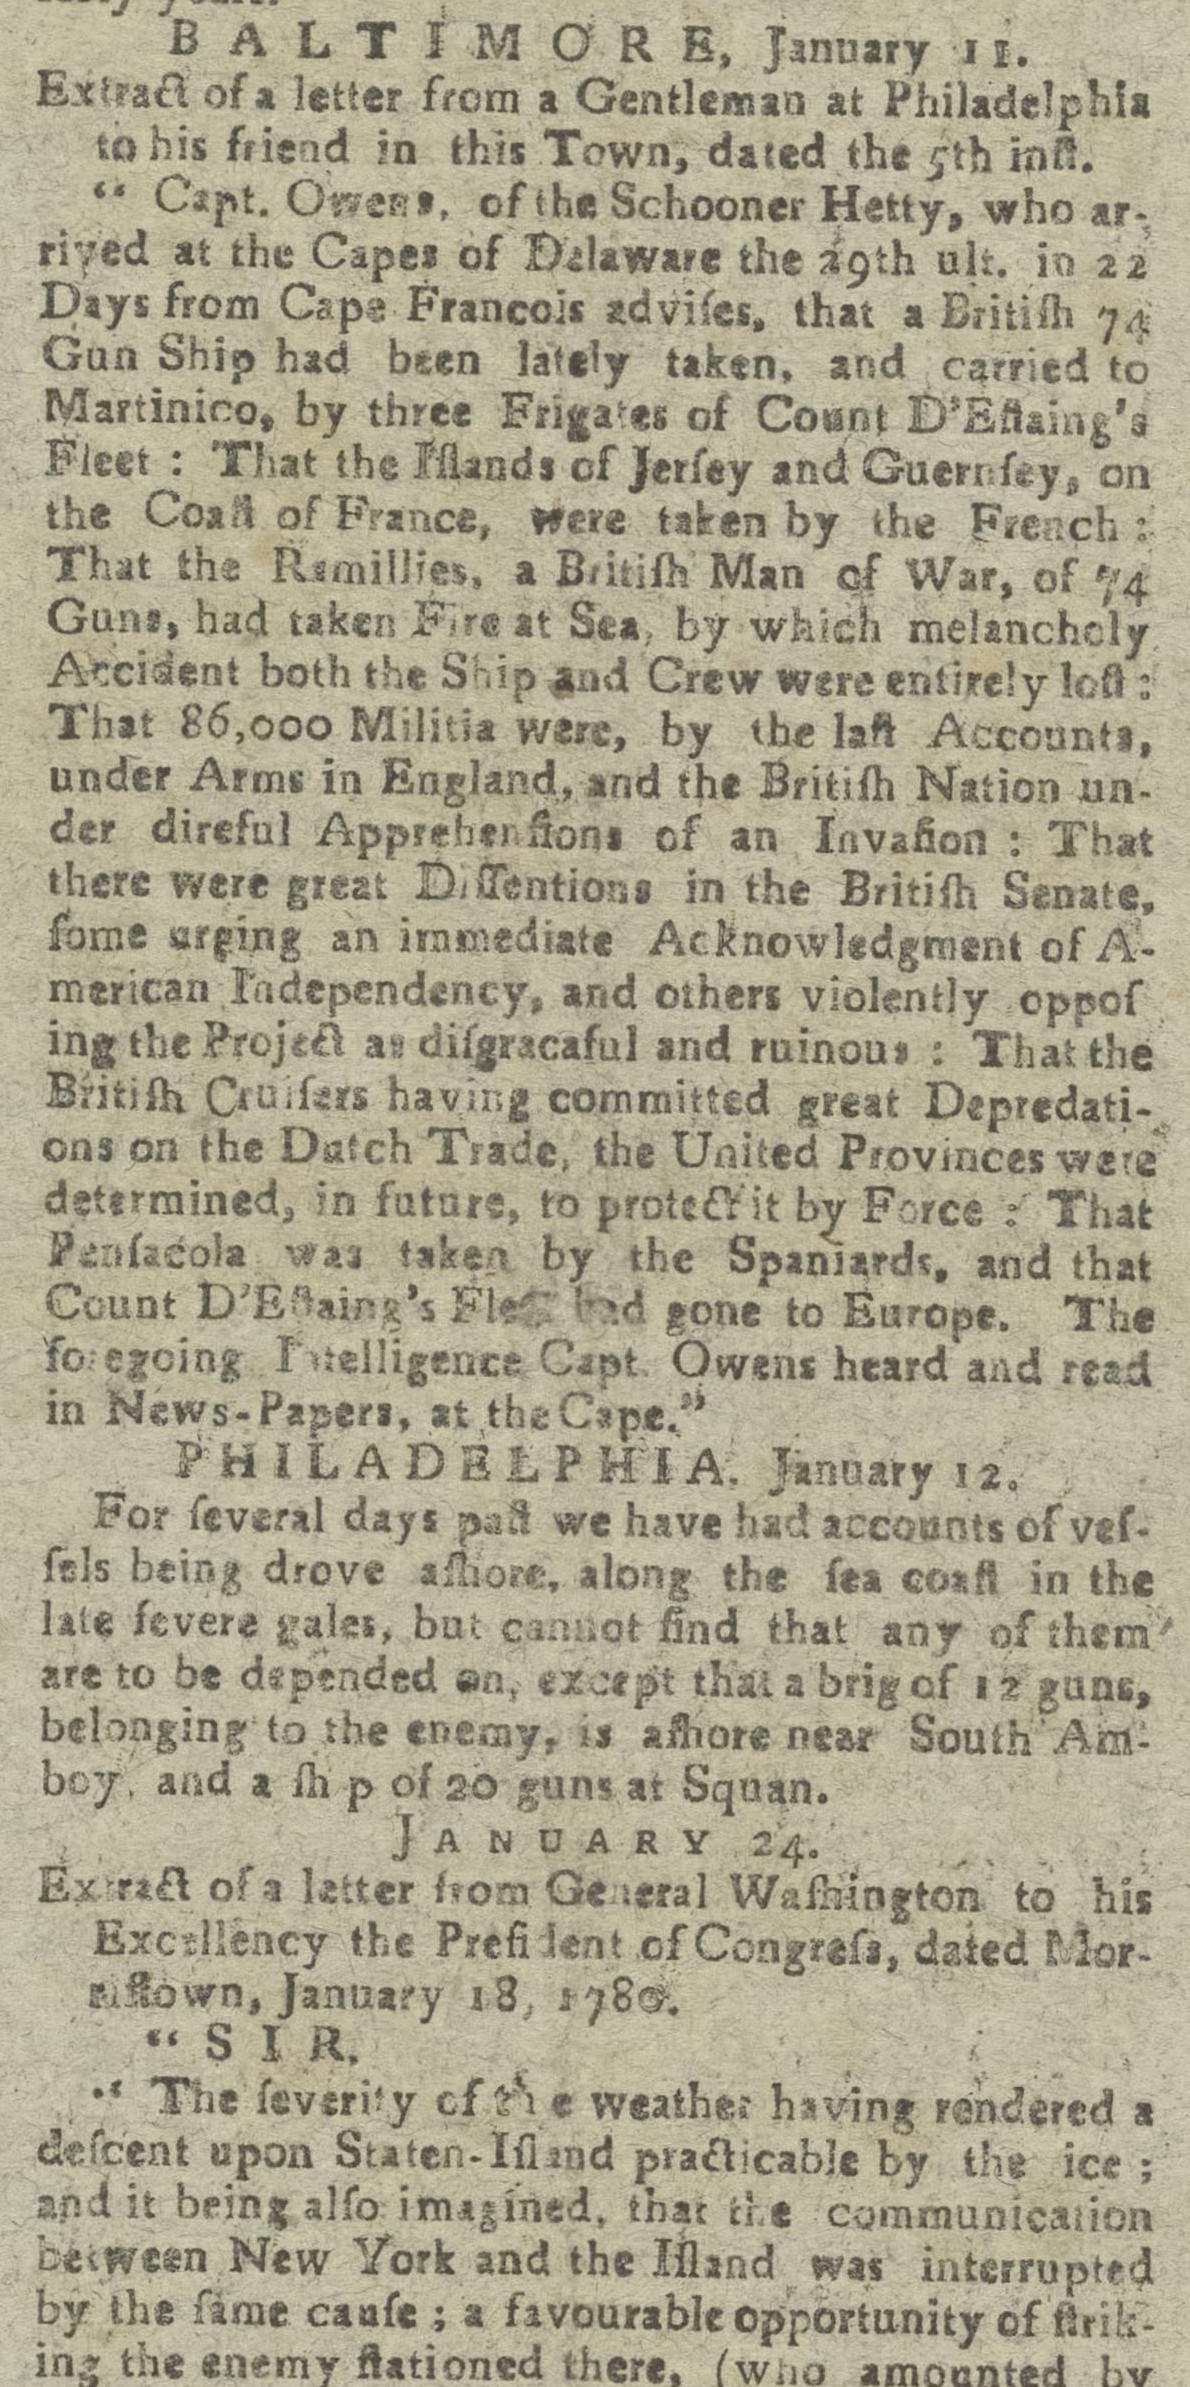 BALTIMORE, January 11.
Extract of a letter from a Gentleman at Philadelphia
to his friend in this Town, dated the 5th inſt.
“ Capt. Owens, of the Schooner Hetty, who ar-
rived at the Capes of Delaware the 29th ult. in 22
Days from Cape Francois adviſes, that a Britiſh 74
Gun Ship had been lately taken, and carried to
Martinico, by three Frigates of Count D'Eſtaing's
Fleet : That the Iſlands of Jerſey and Guernſey, on
the Coaſt of France, were taken by the French :
That the Ramillies, a Britiſh Man of War, of 74
Guns, had taken Fire at Sea, by which melancholy
Accident both the Ship and Crew were entirely loſt :
That 86,000 Militia were, by the laſt Accounts,
under Arms in England, and the Britiſh Nation un-
der direful Apprehenſions of an Invaſion : That
there were great Diſſentions in the Britiſh Senate,
ſome urging an immediate Acknowledgment of A-
merican Independency, and others violently oppoſ
ing the Project as diſgracaful and ruinous : That the
Britiſh Cruiſers having committed great Depredati-
ons on the Dutch Trade, the United Provinces were
determined, in future, to protect it by Force : That
Penſacola was taken by the Spaniards, and that
Count D'Eſtaing's Fleet had gone to Europe. The
foregoing Intelligence Capt. Owens heard and read
in News-Papers, at the Cape.”
PHILADELPHIA, January 12.
For ſeveral days paſt we have had accounts of veſ-
ſels being drove aſhore, along the ſea coaſt in the
late ſevere gales, but cannot find that any of them
are to be depended on, except that a brig of 12 guns,
belonging to the enemy, is aſhore near South Am-
boy, and a ſh p of 20 guns at Squan.
JANUARY 24.
Extract of a letter from General Waſhington to his
Excellency the Preſident of Congreſs, dated Mor-
riſtown, January 18, 1780.
“ SIR,
“ The ſeverity of the weather having rendered a
deſcent upon Staten-Iſland practicable by the ice ;
and it being alſo imagined, that the communication
between New York and the Iſland was interrupted
by the ſame cauſe ; a favourable opportunity of ſtrik-
ing the enemy ſtationed there, (who amounted by